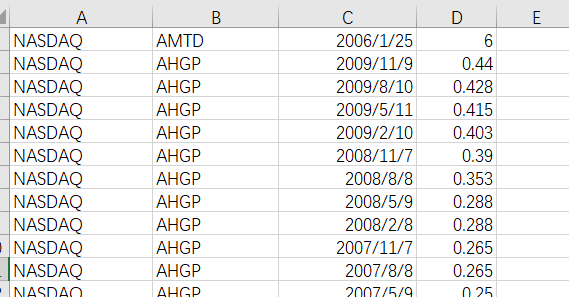 A B C D E
NASDAQ AMTD 2006/1/25 6
NASDAQ AHGP 2009/11/9 0.44
NASDAQ AHGP 2009/8/10 0.428
NASDAQ AHGP 2009/5/11 0.415
NASDAQ AHGP 2009/2/10 0.403
NASDAQ AHGP 2008/11/7 0.39
NASDAQ AHGP 2008/8/8 0.353
NASDAQ AHGP 2008/5/9 0.288
NASDAQ AHGP 2008/2/8 0.288
NASDAQ AHGP 2007/11/7 0.265
NASDAQ AHGP 2007/8/8 0.265
NASDAQ AHGP 2007/5/9 0.25